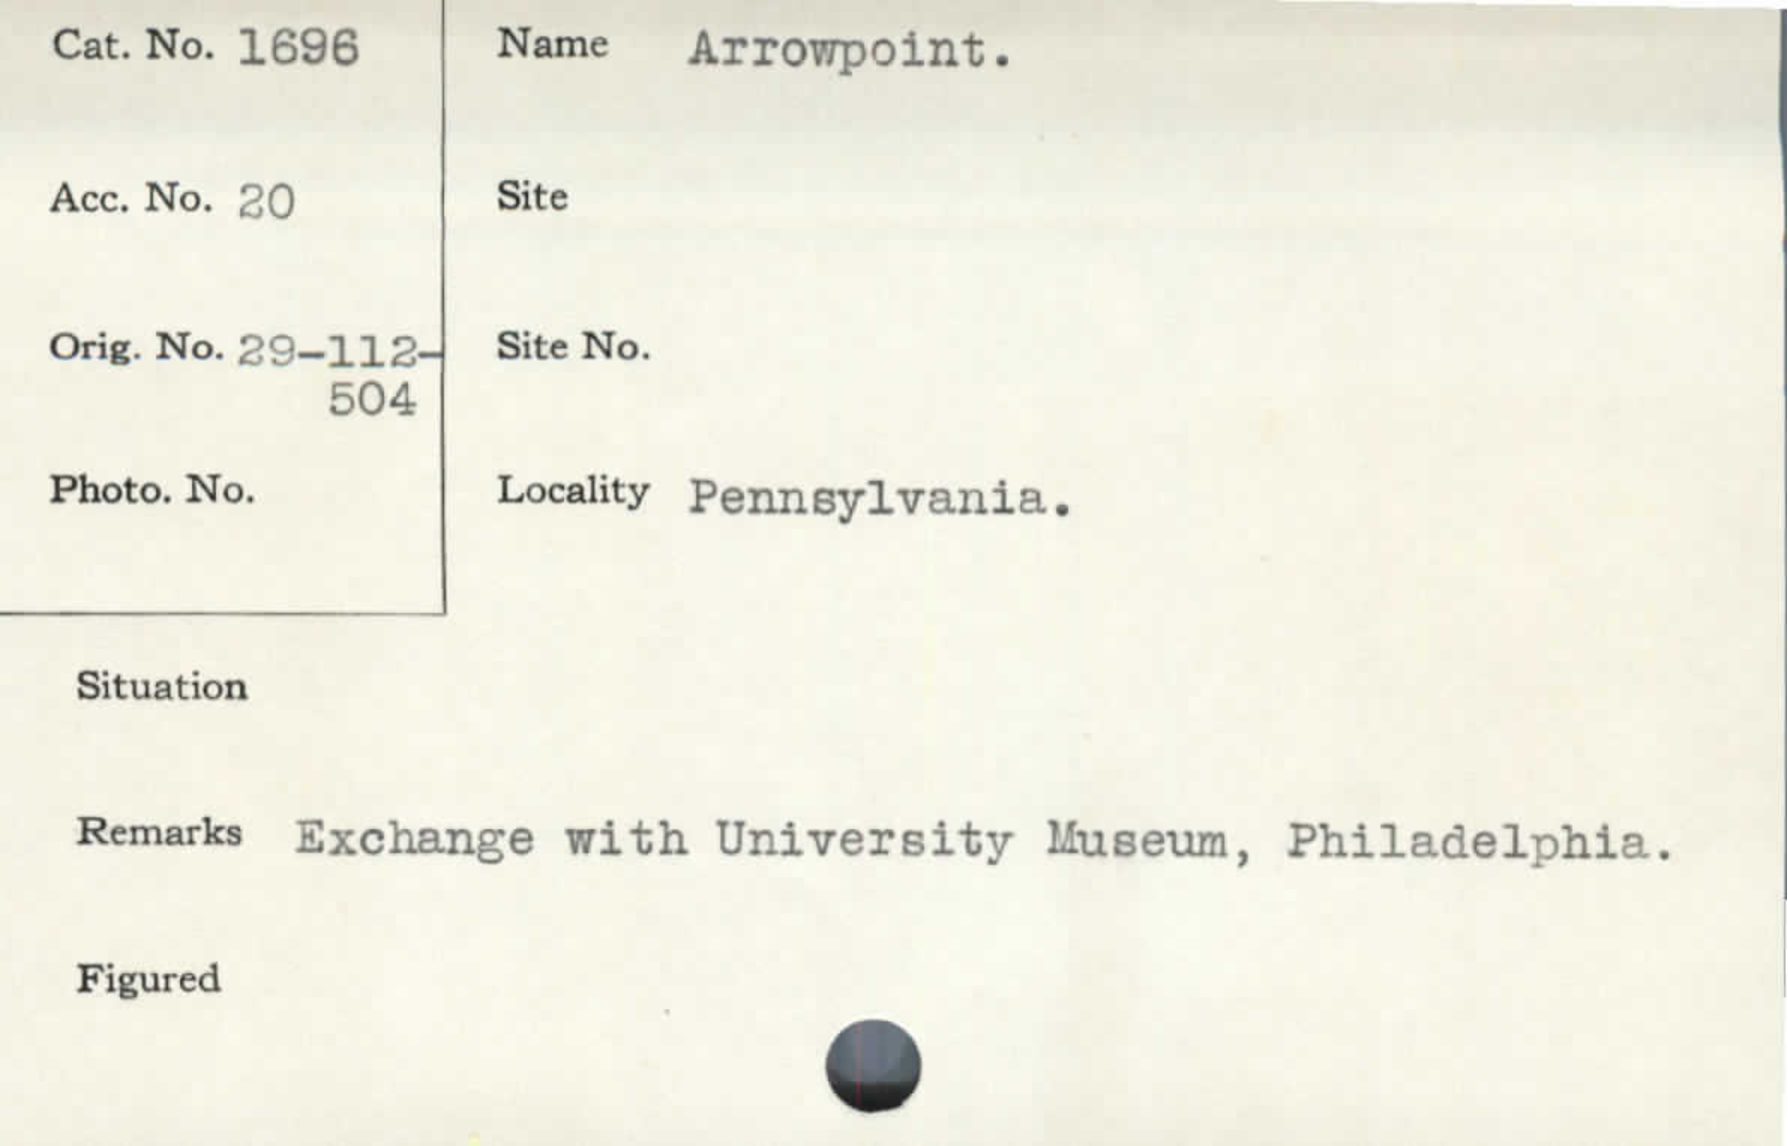 Cat. No. 1696
Name Arrowpoint.
Acc. No. 20
Site
Orig. No. 29-112-
504
Site No.
Photo. No.
Locality Pennsylvania.
Situation
Remarks Exchange with University Museum, Philadelphia.
Figured